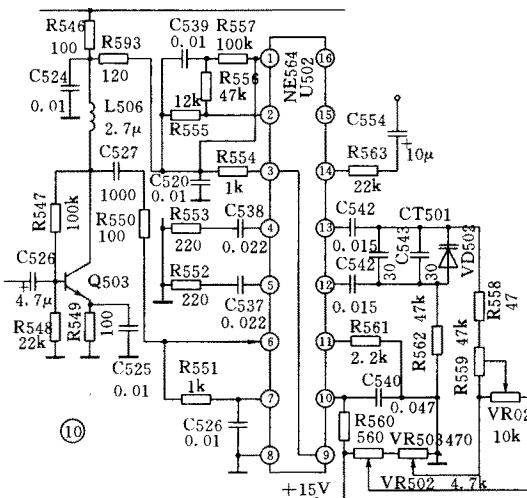 R546
100
C524
0.01
R593
120
L506
2.7μ
C527
1000
R547
100k
C526
4.7μ
R548
22k
R549
100
Q503
C525
0.01
R550
100
C539
0.01
R557
100k
R556
47k
12k
R555
C520
0.01
R554
1k
R553
220
C538
0.022
R552
220
C537
0.022
R551
1k
C526
0.01
10
NE564
U502
1
2
3
4
5
6
7
8
16
15
14
13
12
11
10
9
C554
10μ
R563
22k
C542
0.015
C543
30
30
CT501
VD503
C542
0.015
R558
47
R559 47k
R562 47k
R561
2.2k
C540
0.047
R560
560
VR503 470
VR502 4.7k
VR02
10k
+15V